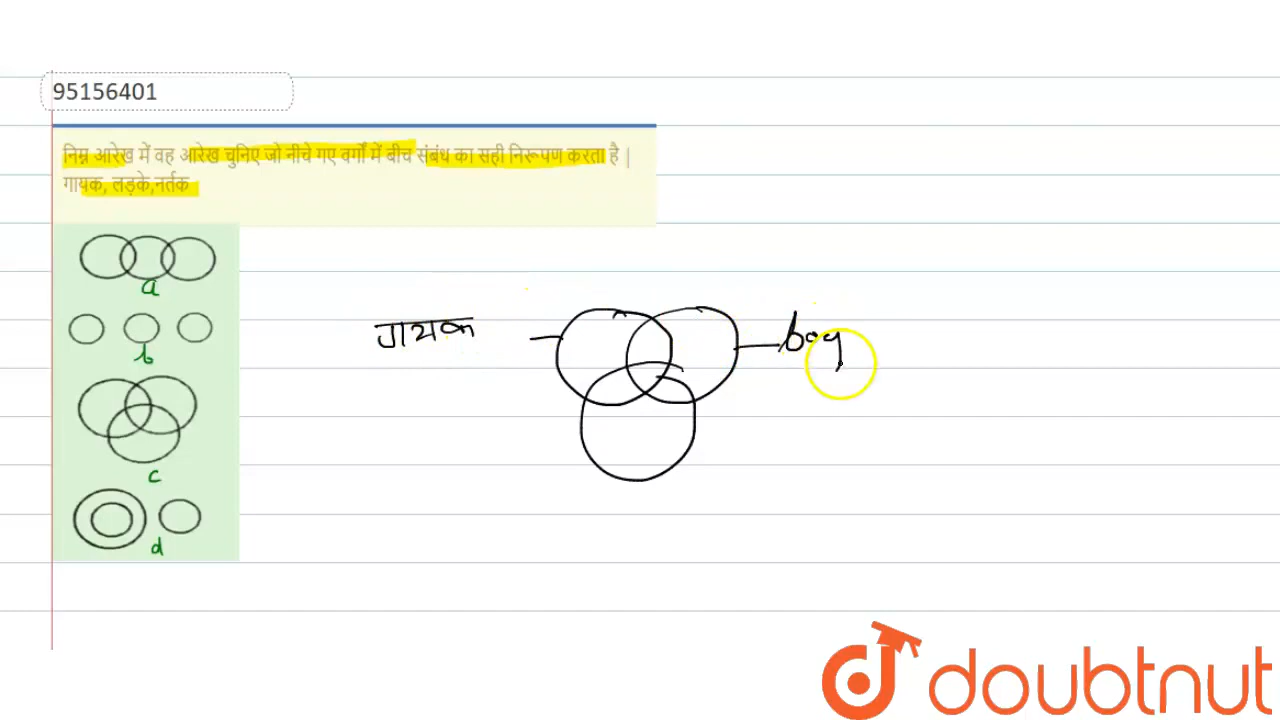 95156401
निम्न आरेख में वह आरेख चुनिए जो नीचे गए वर्गों में बीच संबंध का सही निरूपण करता है |
गायक, लड़के,नर्तक
a
b
c
d
गायक
boy
doubtnut